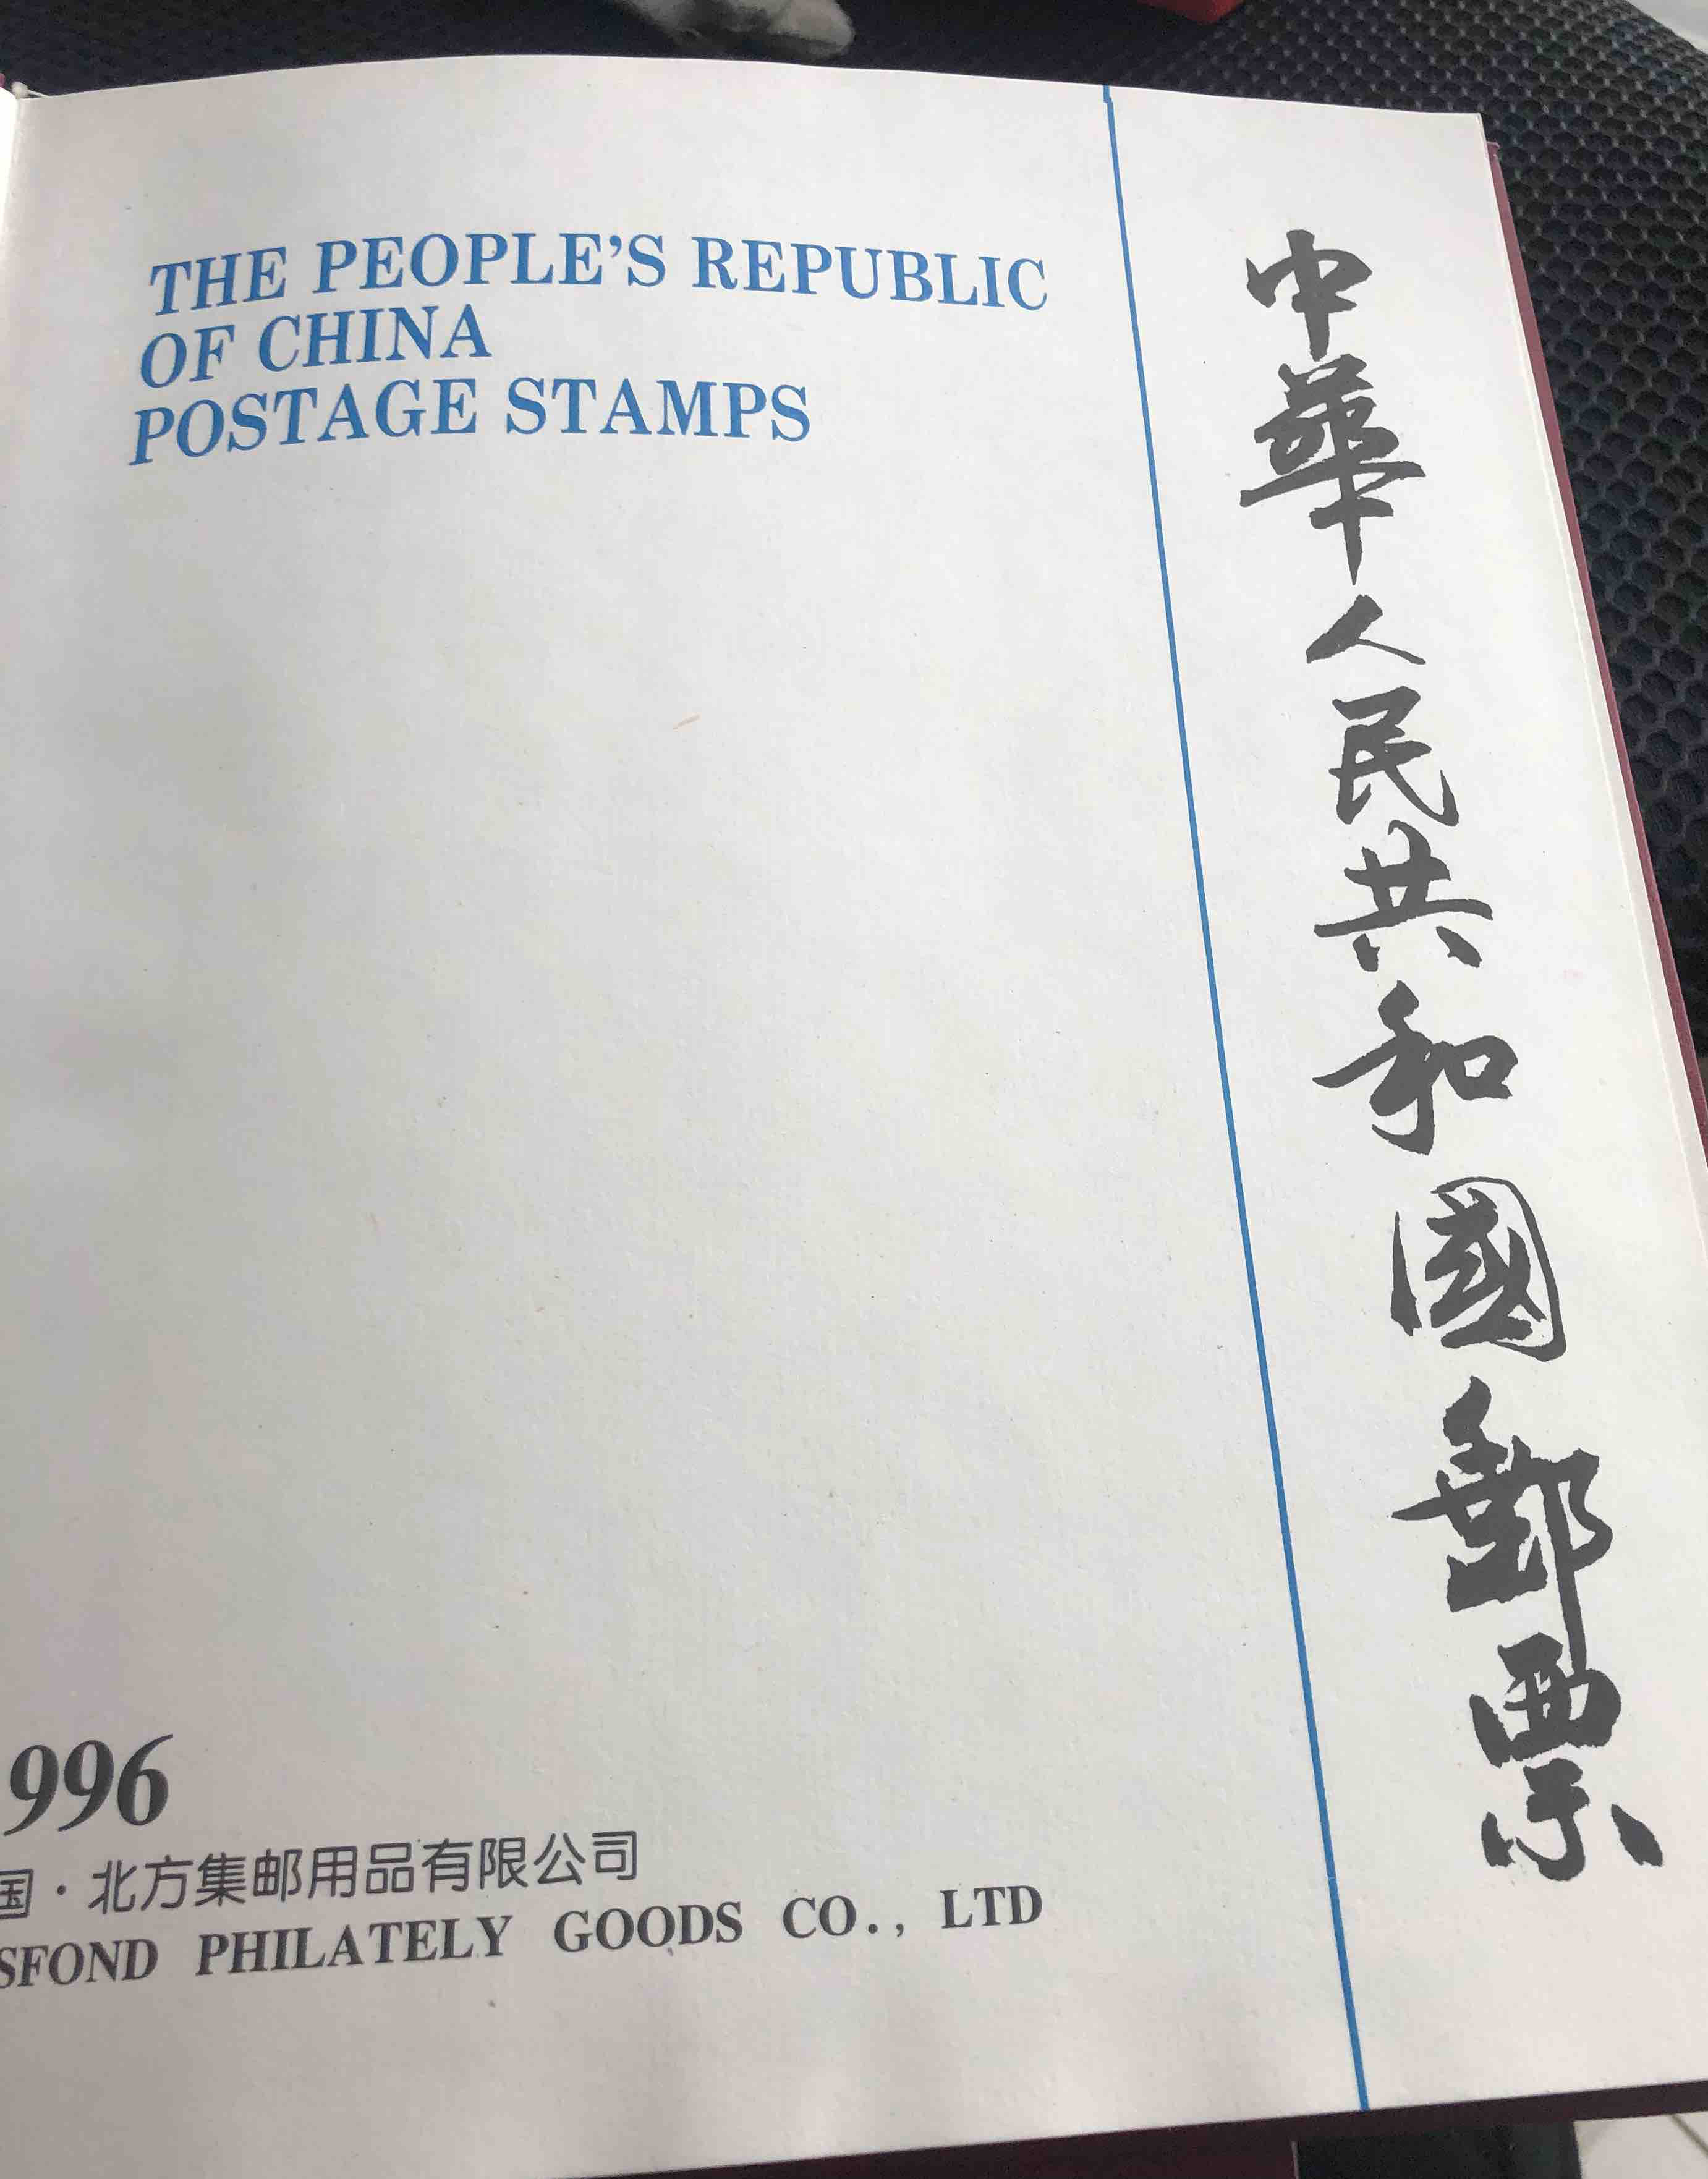 THE PEOPLE'S REPUBLIC
OF CHINA
POSTAGE STAMPS
中華人民共和國郵票
996
国·北方集邮用品有限公司
SFOND PHILATELY GOODS CO., LTD